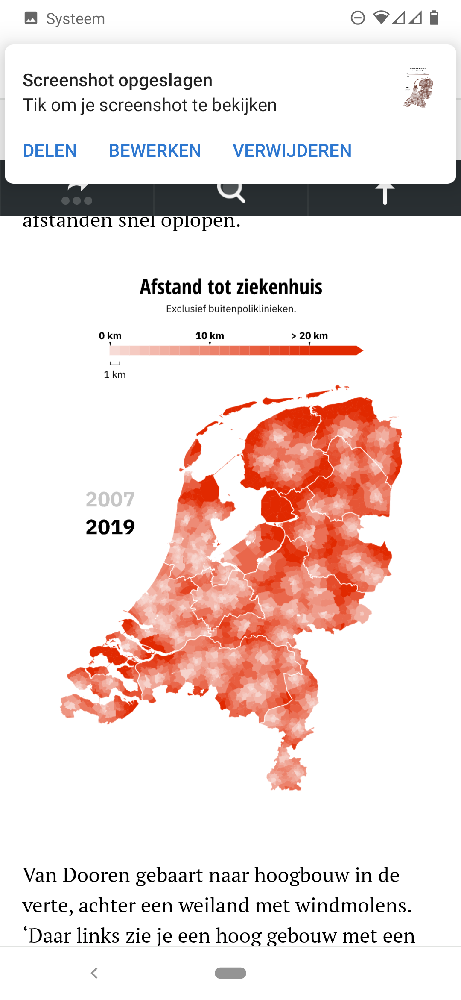 Systeem
Screenshot opgeslagen
Tik om je screenshot te bekijken
DELEN BEWERKEN VERWIJDEREN
afstanden snel oplopen.
Afstand tot ziekenhuis
Exclusief buitenpoliklinieken.
0 km 10 km > 20 km
1 km
2007
2019
Van Dooren gebaart naar hoogbouw in de
verte, achter een weiland met windmolens.
‘Daar links zie je een hoog gebouw met een